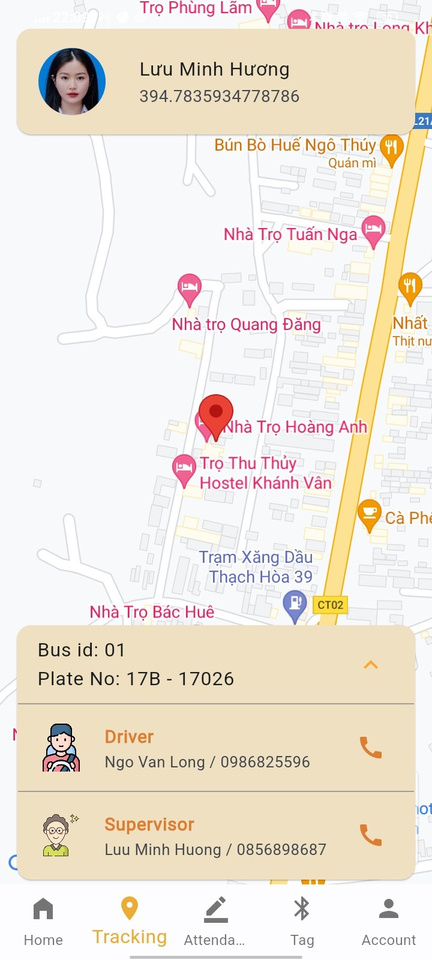 Trọ Phùng Lãm
Nhà trọ Long Kh
Lưu Minh Hương
394.7835934778786
L21A
Bún Bò Huế Ngô Thúy
Quán mì
Nhà Trọ Tuấn Nga
Nhà trọ Quang Đăng
Nhất
Thịt nư
Nhà Trọ Hoàng Anh
Trọ Thu Thủy
Hostel Khánh Vân
Cà Phê
Trạm Xăng Dầu
Thạch Hòa 39
CT02
Nhà Trọ Bác Huê
Bus id: 01
Plate No: 17B - 17026
Driver
Ngo Van Long / 0986825596
Supervisor
Luu Minh Huong / 0856898687
Home
Tracking
Attenda...
Tag
Account